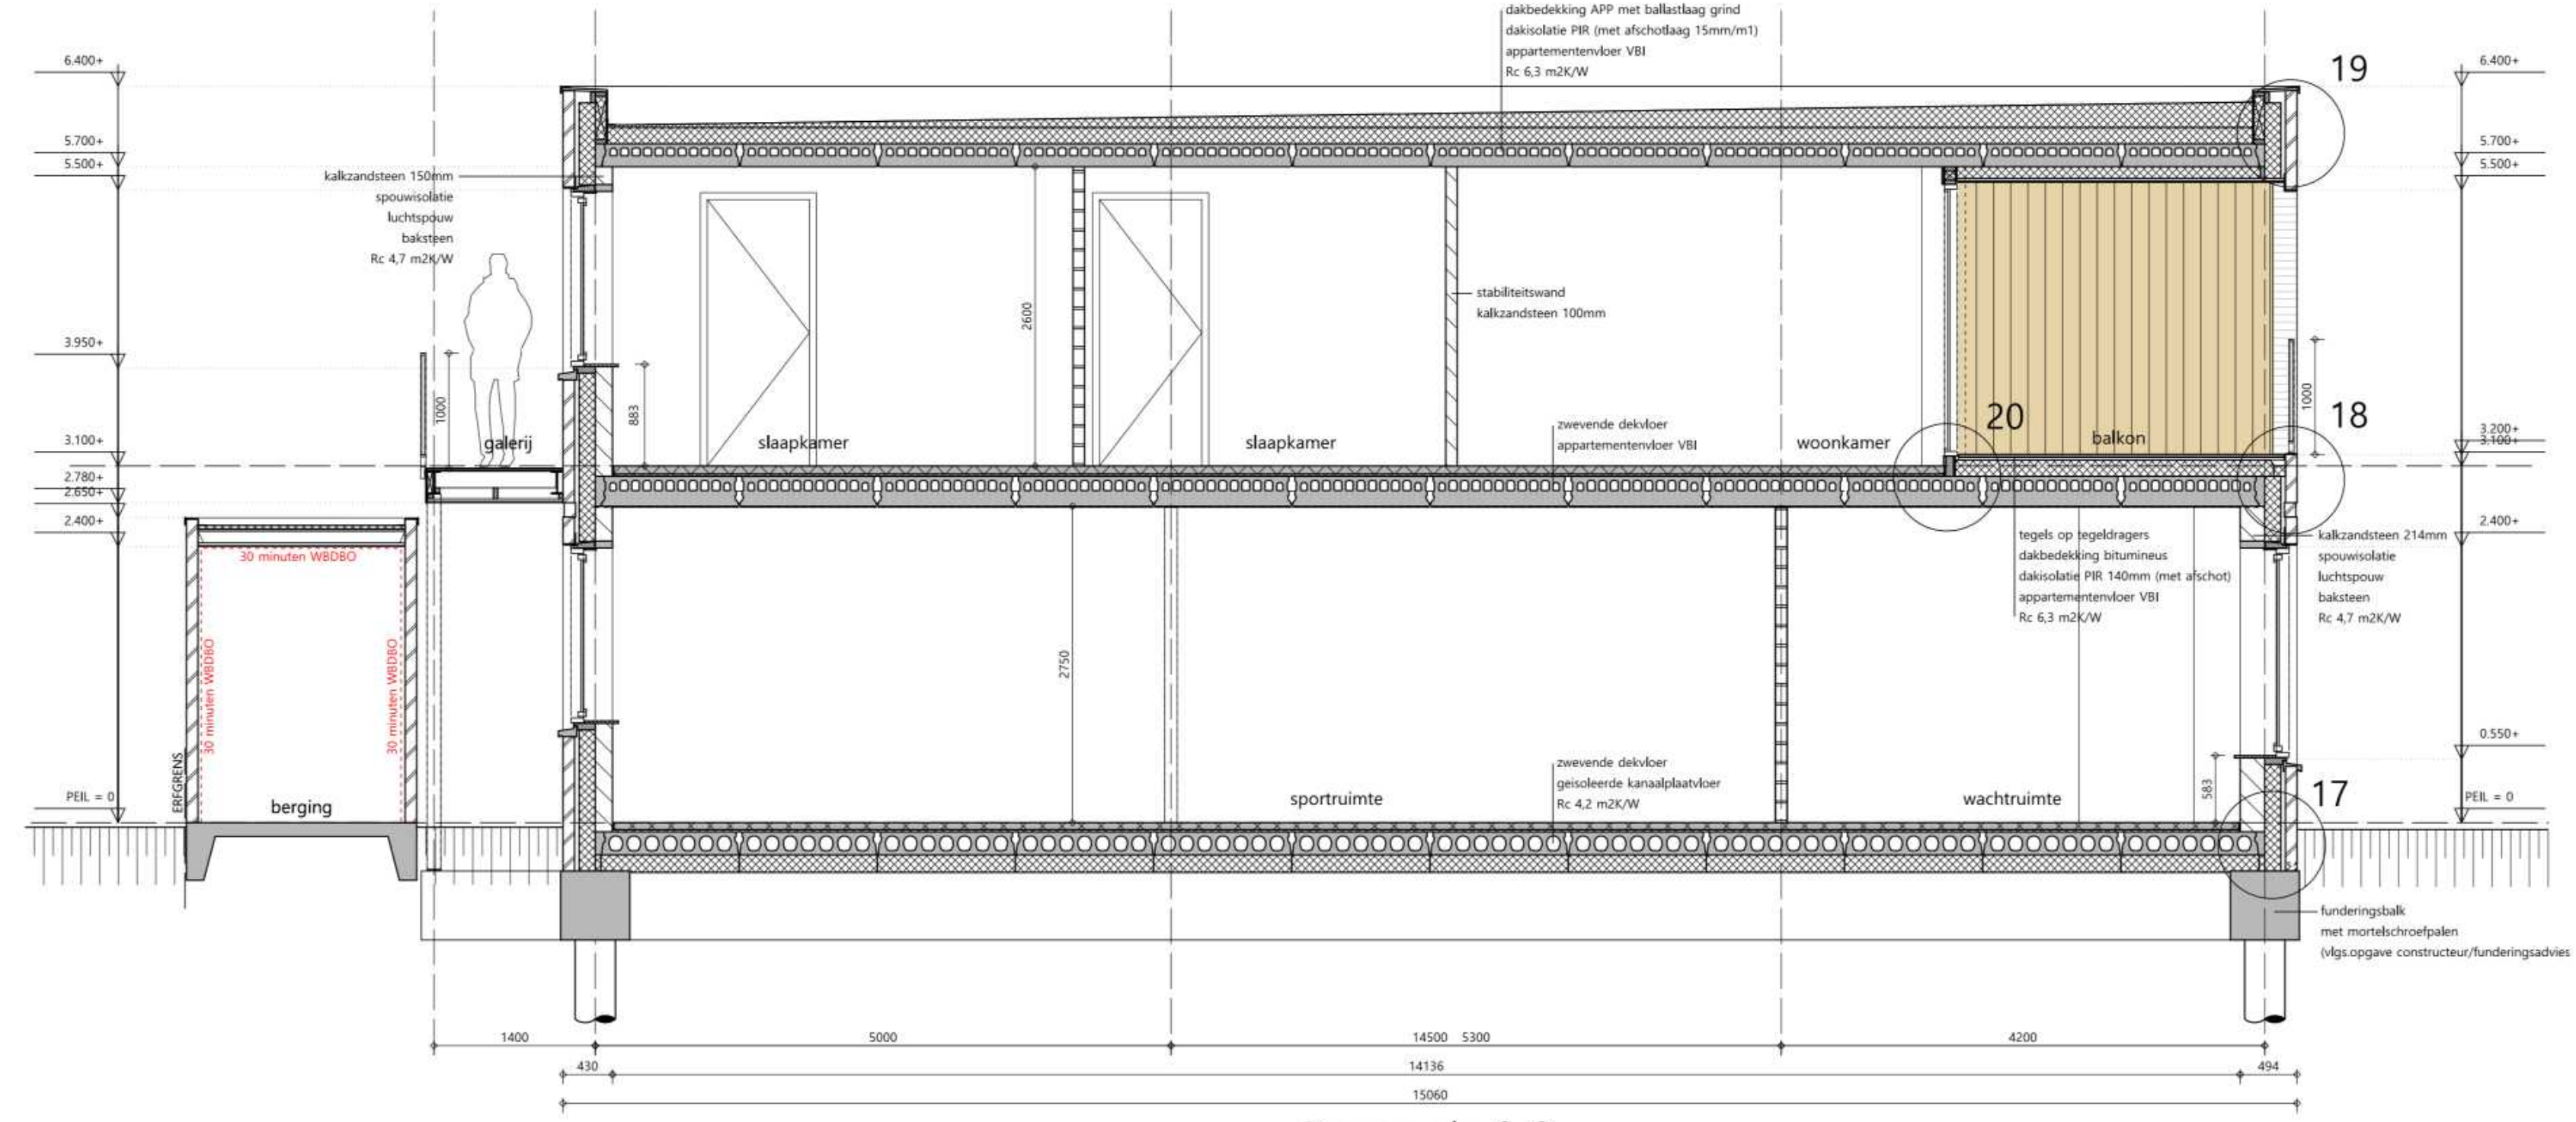 dakbedekking APP met ballastlaag grind
dakisolatie PIR (met afschotlaag 15mm/m1)
appartementenvloer VBI
Rc 6,3 m2K/W
6.400+
6.400+
19
5.700+
5.500+
5.700+
5.500+
kalkzandsteen 150mm
spouwisolatie
luchtspouw
baksteen
Rc 4,7 m2K/W
2600
stabiliteitswand
kalkzandsteen 100mm
3.950+
1000
883
1000
galerij
slaapkamer
slaapkamer
zwevende dekvloer
appartementenvloer VBI
woonkamer
20
balkon
18
3.100+
2.780+
2.650+
2.400+
3.200+
3.100+
2.400+
30 minuten WBDBO
30 minuten WBDBO
30 minuten WBDBO
tegels op tegeldragers
dakbedekking bitumineus
dakisolatie PIR 140mm (met afschot)
appartementenvloer VBI
Rc 6,3 m2K/W
kalkzandsteen 214mm
spouwisolatie
luchtspouw
baksteen
Rc 4,7 m2K/W
2750
0.550+
ERFGRENS
PEIL = 0
berging
sportruimte
zwevende dekvloer
geisoleerde kanaalplaatvloer
Rc 4,2 m2K/W
wachtruimte
583
17
PEIL = 0
funderingsbalk
met mortelschroefpalen
(vlgs.opgave constructeur/funderingsadvies
1400
5000
14500 5300
4200
430
14136
494
15060